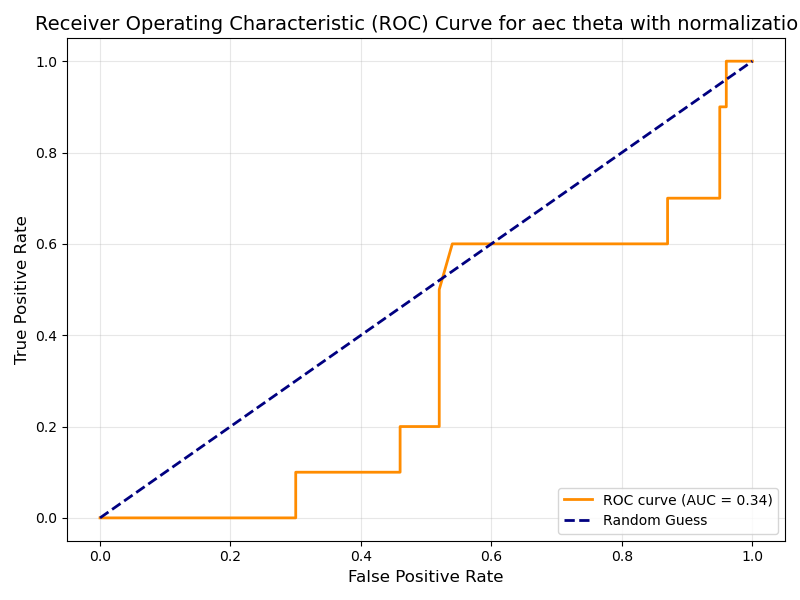 Receiver Operating Characteristic (ROC) Curve for aec theta with normalizatio
1.0
0.8
0.6
0.4
0.2
0.0
True Positive Rate
0.0 0.2 0.4 0.6 0.8 1.0
False Positive Rate
ROC curve (AUC = 0.34)
Random Guess